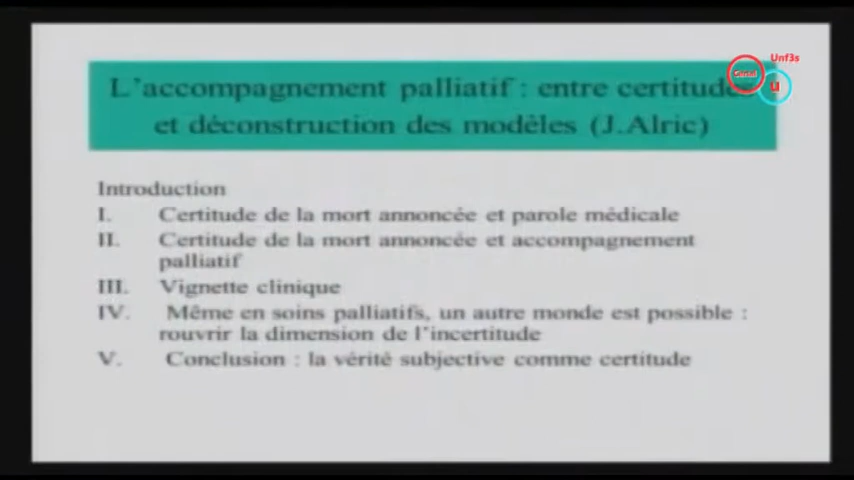 Unf3s
Canal
u
L'accompagnement palliatif : entre certitudes
et déconstruction des modèles (J.Alric)
Introduction
I. Certitude de la mort annoncée et parole médicale
II. Certitude de la mort annoncée et accompagnement
palliatif
III. Vignette clinique
IV. Même en soins palliatifs, un autre monde est possible :
rouvrir la dimension de l'incertitude
V. Conclusion : la vérité subjective comme certitude